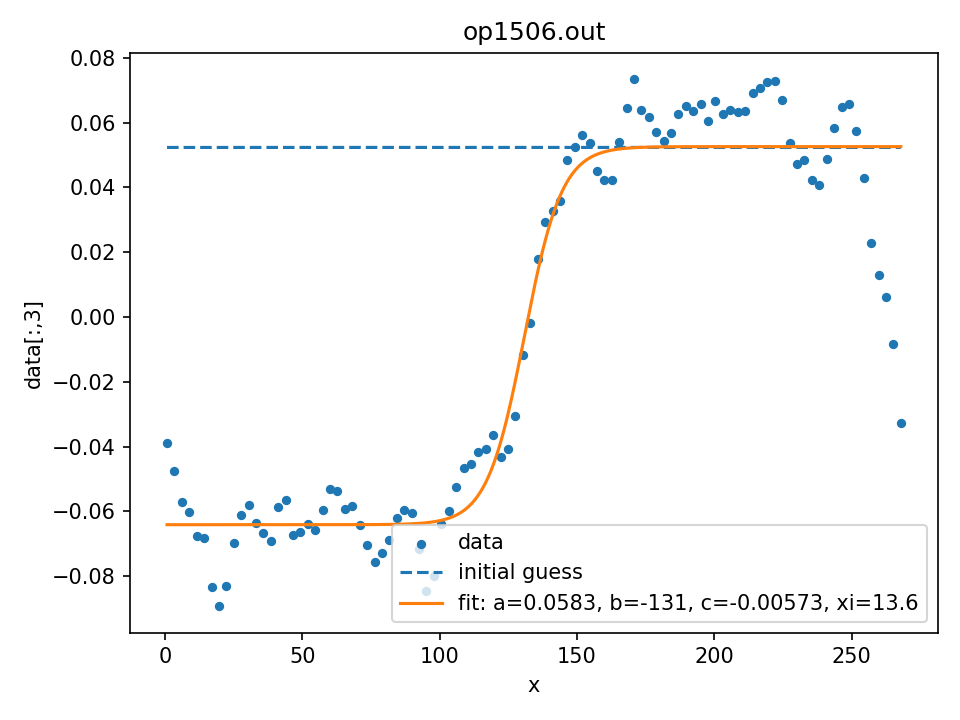 op1506.out
0.08
0.06
0.04
0.02
0.00
−0.02
−0.04
−0.06
−0.08
data[:,3]
data
initial guess
fit: a=0.0583, b=-131, c=-0.00573, xi=13.6
0 50 100 150 200 250
x